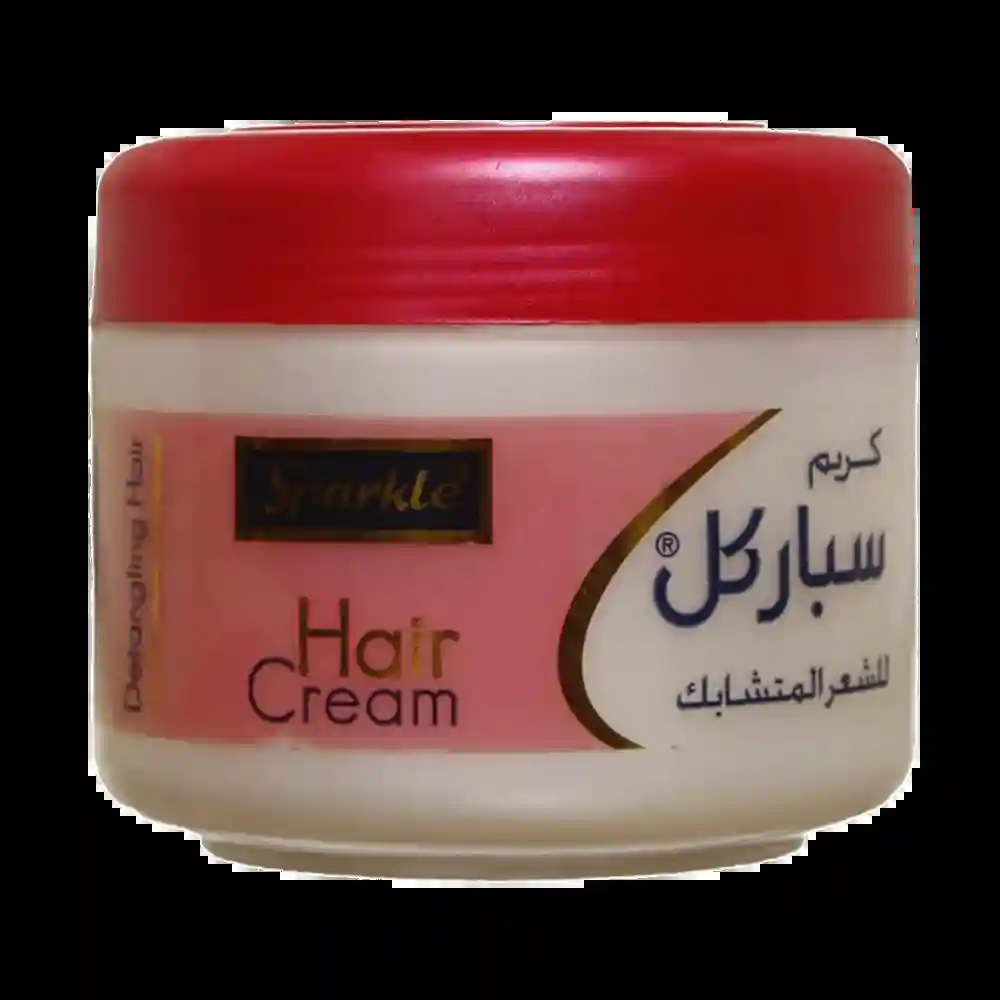 Detangling Hair
Sparkle®
Hair
Cream
كريم
سباركل®
للشعر المتشابك